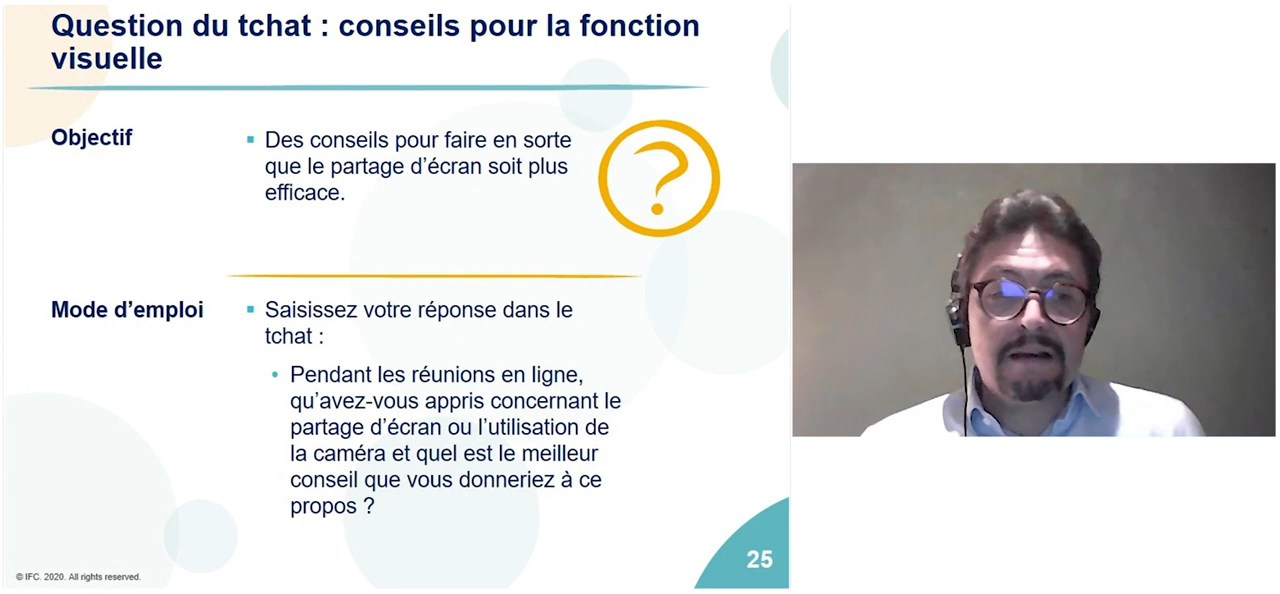 Question du tchat : conseils pour la fonction
visuelle
Objectif
▪ Des conseils pour faire en sorte
que le partage d’écran soit plus
efficace.
?
Mode d’emploi
▪ Saisissez votre réponse dans le
tchat :
• Pendant les réunions en ligne,
qu’avez-vous appris concernant le
partage d’écran ou l’utilisation de
la caméra et quel est le meilleur
conseil que vous donneriez à ce
propos ?
25
© IFC. 2020. All rights reserved.